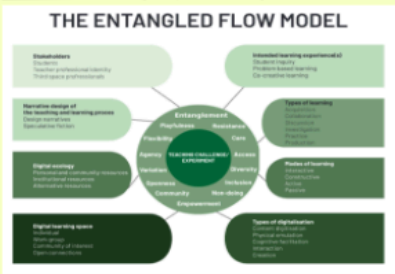 THE ENTANGLED FLOW MODEL
Stakeholders
Students
Teacher professional identity
Third space professionals
Narrative design of
the teaching and learning process
Design narratives
Speculative fiction
Digital ecology
Personal and community resources
Institutional resources
Alternative resources
Digital learning space
Individual
Work group
Community of interest
Open connections
Entanglement
Playfulness
Resistance
Flexibility
Care
Agency
TEACHING CHALLENGE/
EXPERIMENT
Access
Variation
Diversity
Openness
Inclusion
Community
Non-doing
Empowerment
Intended learning experience(s)
Student inquiry
Problem based learning
Co-creative learning
Types of learning
Acquisition
Collaboration
Discussion
Investigation
Practice
Production
Modes of learning
Interactive
Constructive
Active
Passive
Types of digitalisation
Content digitisation
Physical simulation
Cognitive facilitation
Interaction
Creation